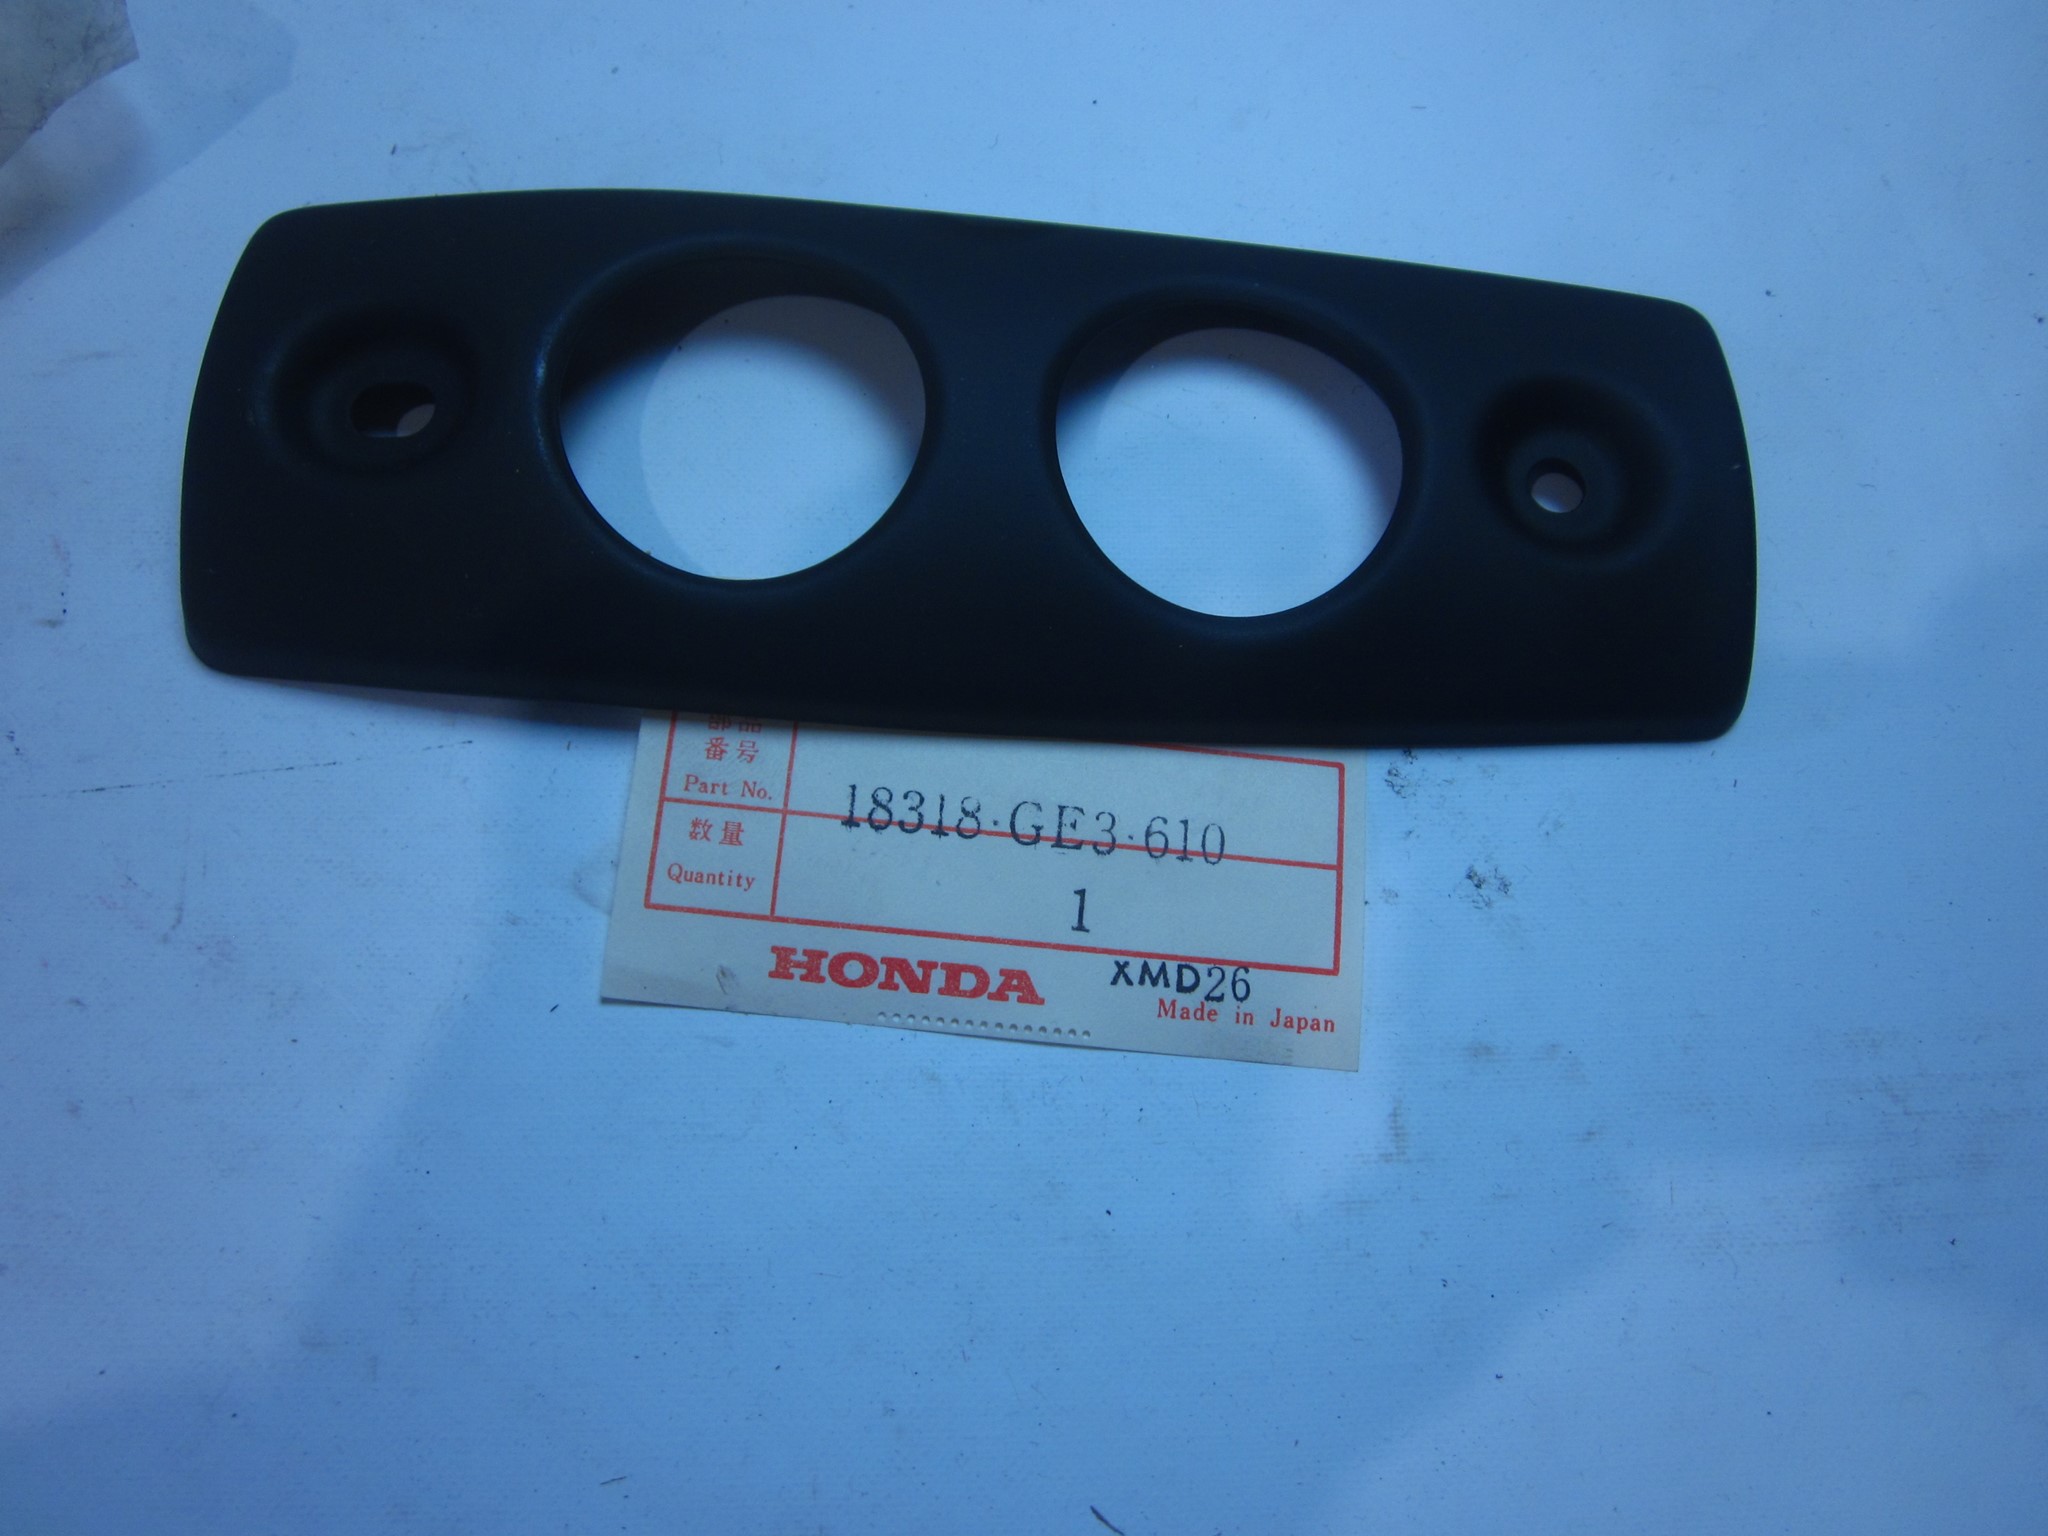 部品
番号
Part No.
18318·GE3·610
数量
Quantity
1
HONDA
XMD26
Made in Japan